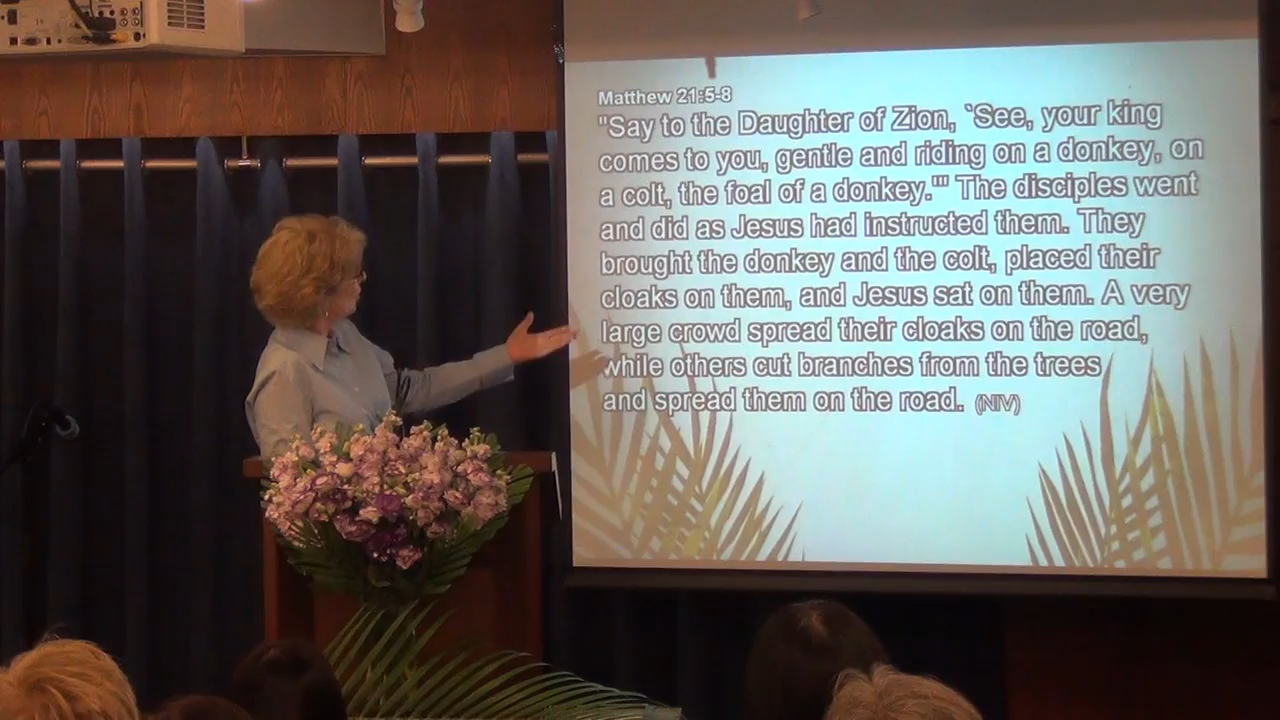 Matthew 21:5-8
"Say to the Daughter of Zion, `See, your king
comes to you, gentle and riding on a donkey, on
a colt, the foal of a donkey.'" The disciples went
and did as Jesus had instructed them. They
brought the donkey and the colt, placed their
cloaks on them, and Jesus sat on them. A very
large crowd spread their cloaks on the road,
while others cut branches from the trees
and spread them on the road. (NIV)